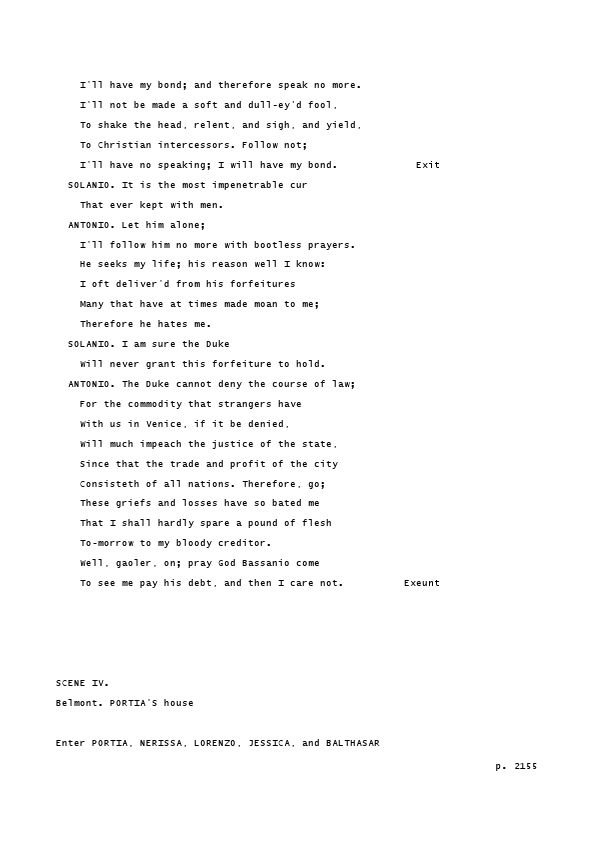 I'll have my bond; and therefore speak no more.
I'll not be made a soft and dull-ey'd fool,
To shake the head, relent, and sigh, and yield,
To Christian intercessors. Follow not;
I'll have no speaking; I will have my bond. Exit
SOLANIO. It is the most impenetrable cur
That ever kept with men.
ANTONIO. Let him alone;
I'll follow him no more with bootless prayers.
He seeks my life; his reason well I know:
I oft deliver'd from his forfeitures
Many that have at times made moan to me;
Therefore he hates me.
SOLANIO. I am sure the Duke
Will never grant this forfeiture to hold.
ANTONIO. The Duke cannot deny the course of law;
For the commodity that strangers have
With us in Venice, if it be denied,
Will much impeach the justice of the state,
Since that the trade and profit of the city
Consisteth of all nations. Therefore, go;
These griefs and losses have so bated me
That I shall hardly spare a pound of flesh
To-morrow to my bloody creditor.
Well, gaoler, on; pray God Bassanio come
To see me pay his debt, and then I care not. Exeunt
SCENE IV.
Belmont. PORTIA'S house
Enter PORTIA, NERISSA, LORENZO, JESSICA, and BALTHASAR
p. 2155